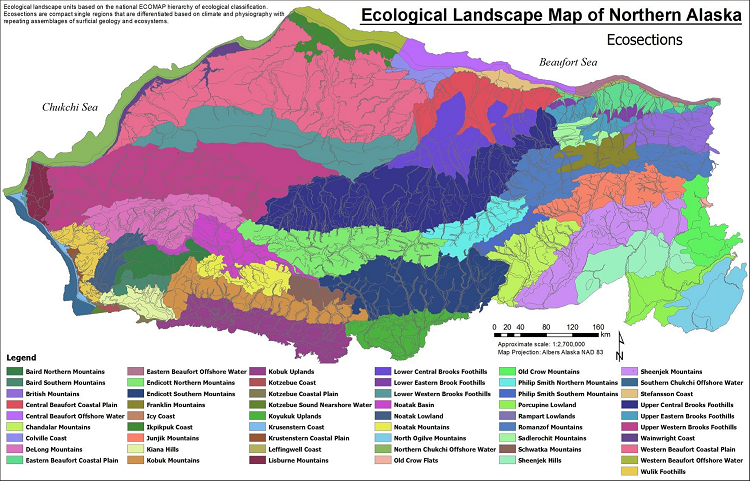 Ecological landscape units based on the national ECOMAP hierarchy of ecological classification.
Ecosections are compact single regions that are differentiated based on climate and physiography with
repeating assemblages of surficial geology and ecosystems.
Ecological Landscape Map of Northern Alaska
Ecosections
Beaufort Sea
Chukchi Sea
0 20 40 80 120 160
KM
Approximate scale: 1:2,700,000
Map Projection: Albers Alaska NAD 83
N
Legend
Baird Northern Mountains
Baird Southern Mountains
British Mountains
Central Beaufort Coastal Plain
Central Beaufort Offshore Water
Chandalar Mountains
Colville Coast
DeLong Mountains
Eastern Beaufort Coastal Plain
Eastern Beaufort Offshore Water
Endicott Northern Mountains
Endicott Southern Mountains
Franklin Mountains
Icy Coast
Ikpikpuk Coast
Junjik Mountains
Kiana Hills
Kobuk Mountains
Kobuk Uplands
Kotzebue Coast
Kotzebue Coastal Plain
Kotzebue Sound Nearshore Water
Koyukuk Uplands
Krusenstern Coast
Krustenstern Coastal Plain
Leffingwell Coast
Lisburne Mountains
Lower Central Brooks Foothills
Lower Eastern Brook Foothills
Lower Western Brooks Foothills
Noatak Basin
Noatak Lowland
Noatak Mountains
North Ogilve Mountains
Northern Chukchi Offshore Water
Old Crow Flats
Old Crow Mountains
Philip Smith Northern Mountains
Philip Smith Southern Mountains
Porcupine Lowland
Rampart Lowlands
Romanzof Mountains
Sadlerochit Mountains
Schwatka Mountains
Sheenjek Hills
Sheenjek Mountains
Southern Chukchi Offshore Water
Stefansson Coast
Upper Central Brooks Foothills
Upper Eastern Brooks Foothills
Upper Western Brooks Foothills
Wainwright Coast
Western Beaufort Coastal Plain
Western Beaufort Offshore Water
Wulik Foothills